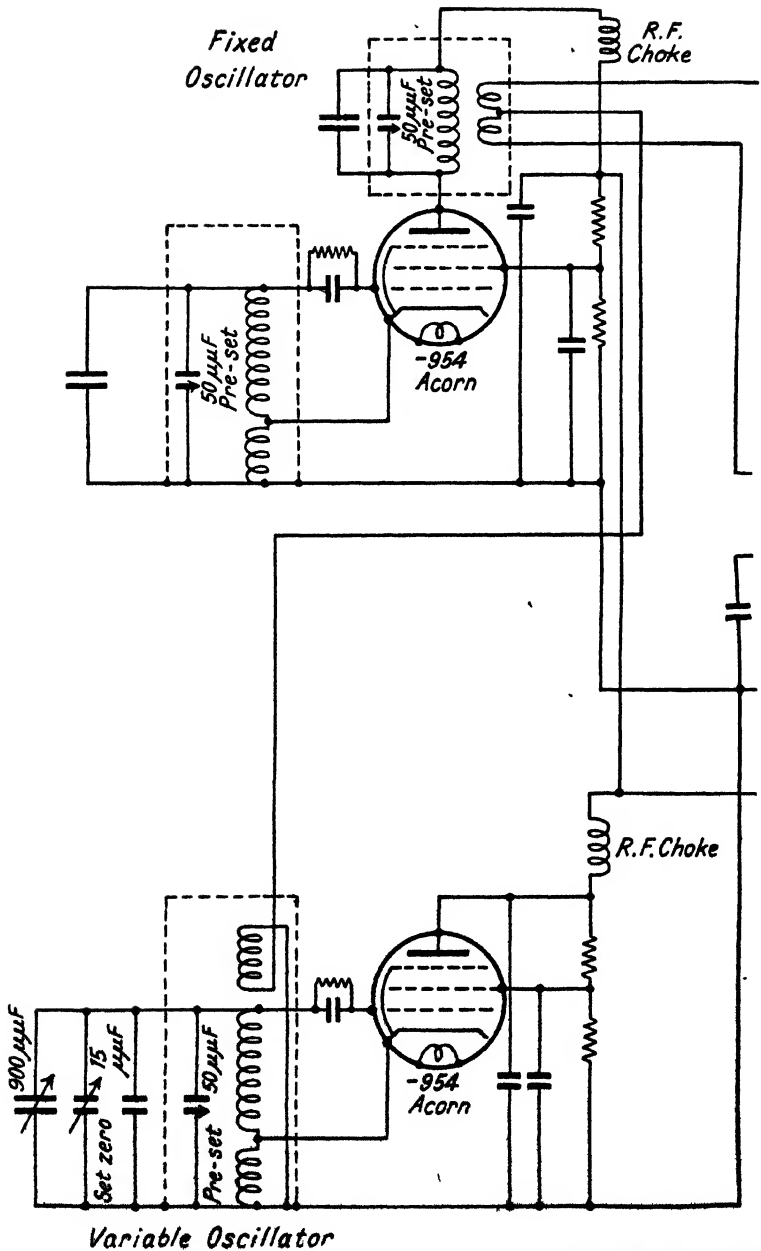 Fixed
Oscillator
R.F.
Choke
50μμF
Pre-set
50μμF
Pre-set
-954
Acorn
R.F. Choke
900μμF
15
μμF
Set zero
50μμF
Pre-set
-954
Acorn
Variable Oscillator